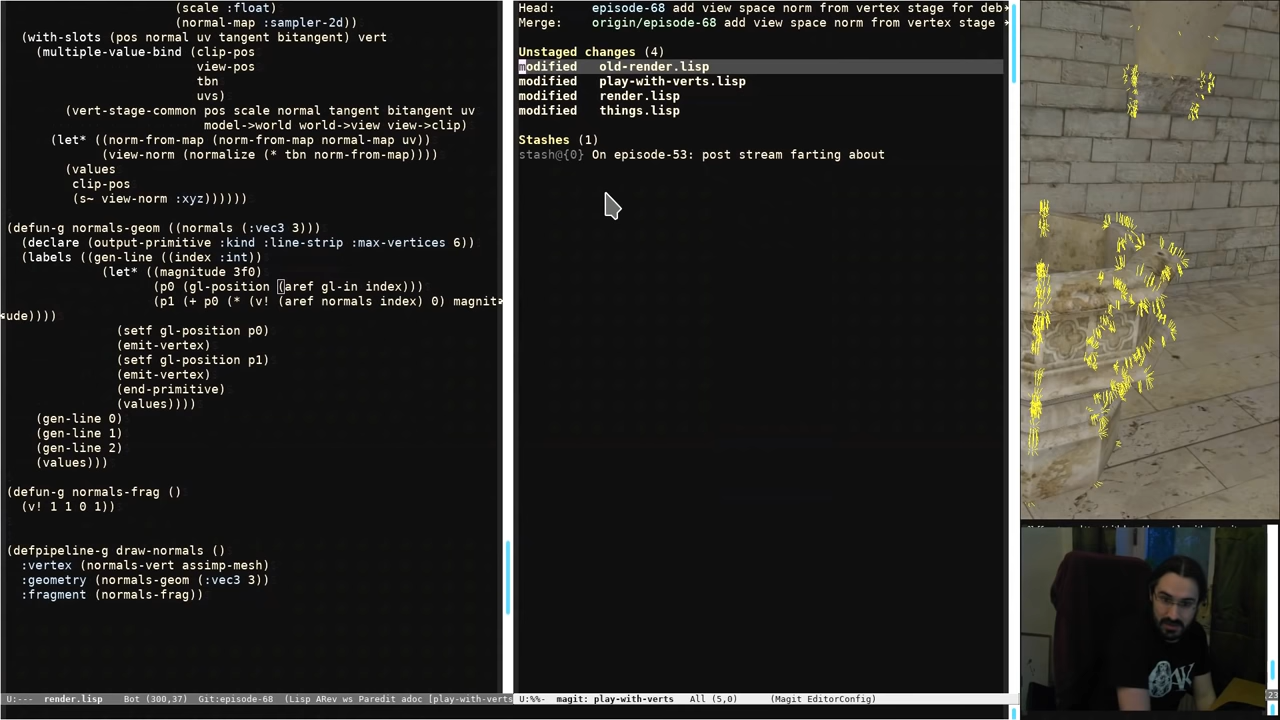 (scale :float)
(normal-map :sampler-2d))
(with-slots (pos normal uv tangent bitangent) vert
(multiple-value-bind (clip-pos
view-pos
tbn
uvs)
(vert-stage-common pos scale normal tangent bitangent uv
model->world world->view view->clip)
(let* ((norm-from-map (norm-from-map normal-map uv))
(view-norm (normalize (* tbn norm-from-map))))
(values
clip-pos
(s~ view-norm :xyz))))))
(defun-g normals-geom ((normals (:vec3 3)))
(declare (output-primitive :kind :line-strip :max-vertices 6))
(labels ((gen-line ((index :int))
(let* ((magnitude 3f0)
(p0 (gl-position (aref gl-in index)))
(p1 (+ p0 (* (v! (aref normals index) 0) magnit
ude))))
(setf gl-position p0)
(emit-vertex)
(setf gl-position p1)
(emit-vertex)
(end-primitive)
(values))))
(gen-line 0)
(gen-line 1)
(gen-line 2)
(values)))
(defun-g normals-frag ()
(v! 1 1 0 1))
(defpipeline-g draw-normals ()
:vertex (normals-vert assimp-mesh)
:geometry (normals-geom (:vec3 3))
:fragment (normals-frag))
U:--- render.lisp Bot (300,37) Git:episode-68 (Lisp ARev ws Paredit adoc [play-with-verts
Head: episode-68 add view space norm from vertex stage for deb
Merge: origin/episode-68 add view space norm from vertex stage
Unstaged changes (4)
modified old-render.lisp
modified play-with-verts.lisp
modified render.lisp
modified things.lisp
Stashes (1)
stash@{0} On episode-53: post stream farting about
U:%%- magit: play-with-verts All (5,0) (Magit EditorConfig)
23